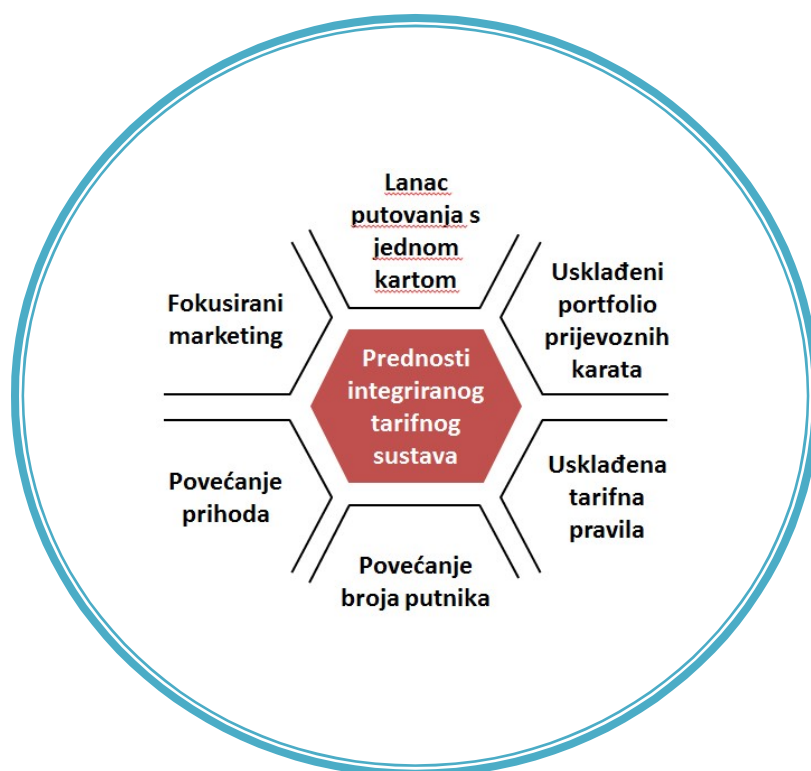 Lanac
putovanja s
jednom
kartom
Usklađeni
portfolio
prijevoznih
karata
Fokusirani
marketing
Prednosti
integriranog
tarifnog
sustava
Usklađena
tarifna
pravila
Povećanje
prihoda
Povećanje
broja putnika